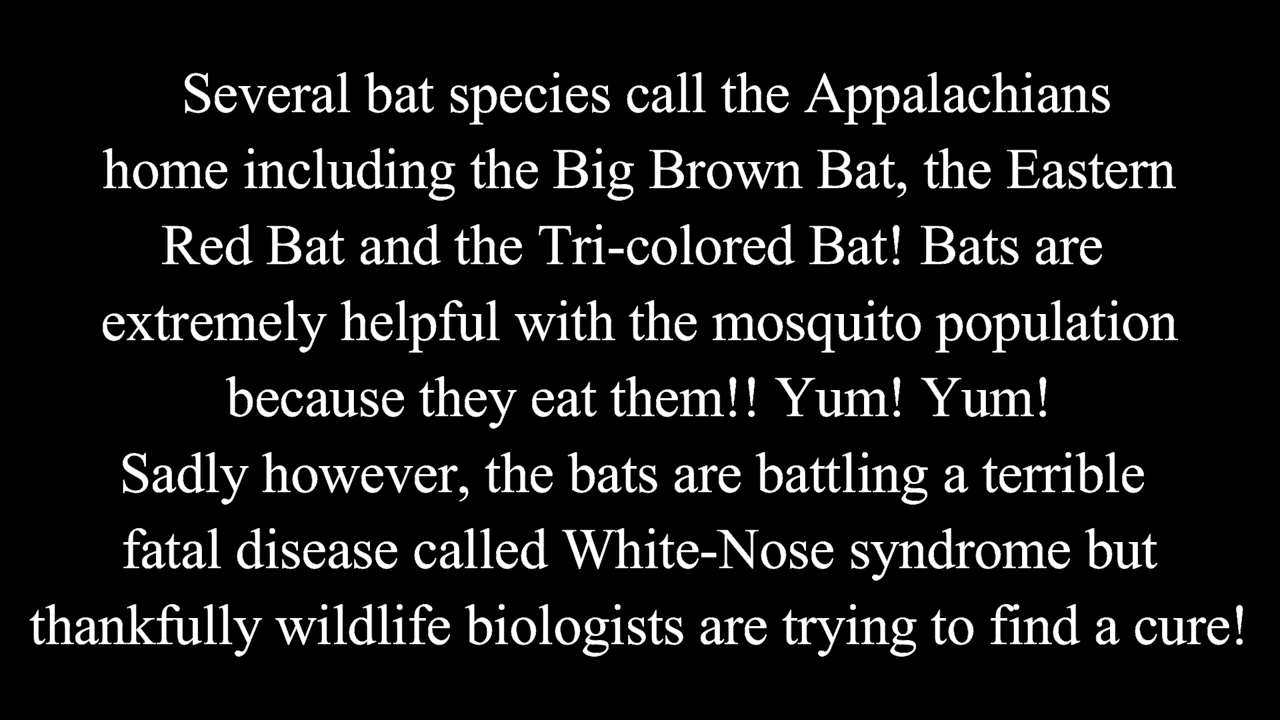 Several bat species call the Appalachians
home including the Big Brown Bat, the Eastern
Red Bat and the Tri-colored Bat! Bats are
extremely helpful with the mosquito population
because they eat them!! Yum! Yum!
Sadly however, the bats are battling a terrible
fatal disease called White-Nose syndrome but
thankfully wildlife biologists are trying to find a cure!